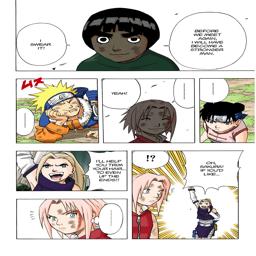 BEFORE
WE MEET
AGAIN,
I WILL HAVE
BECOME A
STRONGER
MAN.
I
SWEAR
IT!
YEAH!
OH,
SAKURA!
IF YOU'D
LIKE...
!?
I'LL HELP
YOU TRIM
YOUR HAIR,
TO EVEN
UP THE
ENDS!!